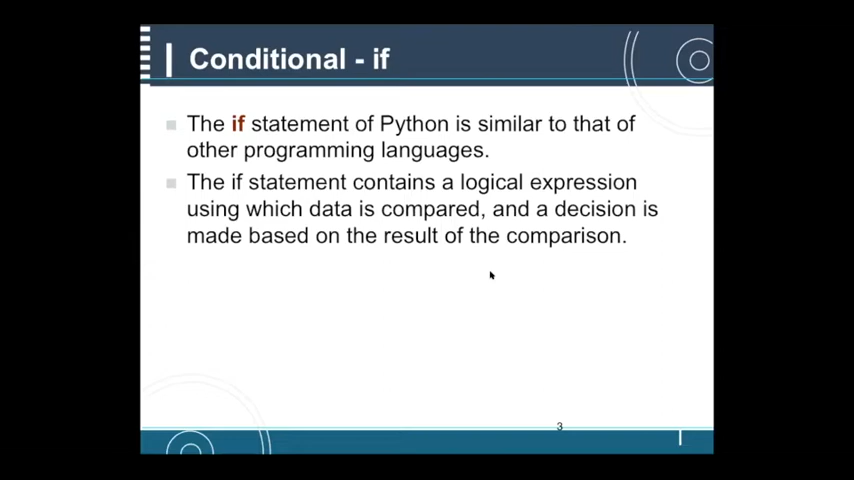 Conditional - if
The if statement of Python is similar to that of
other programming languages.
The if statement contains a logical expression
using which data is compared, and a decision is
made based on the result of the comparison.
3